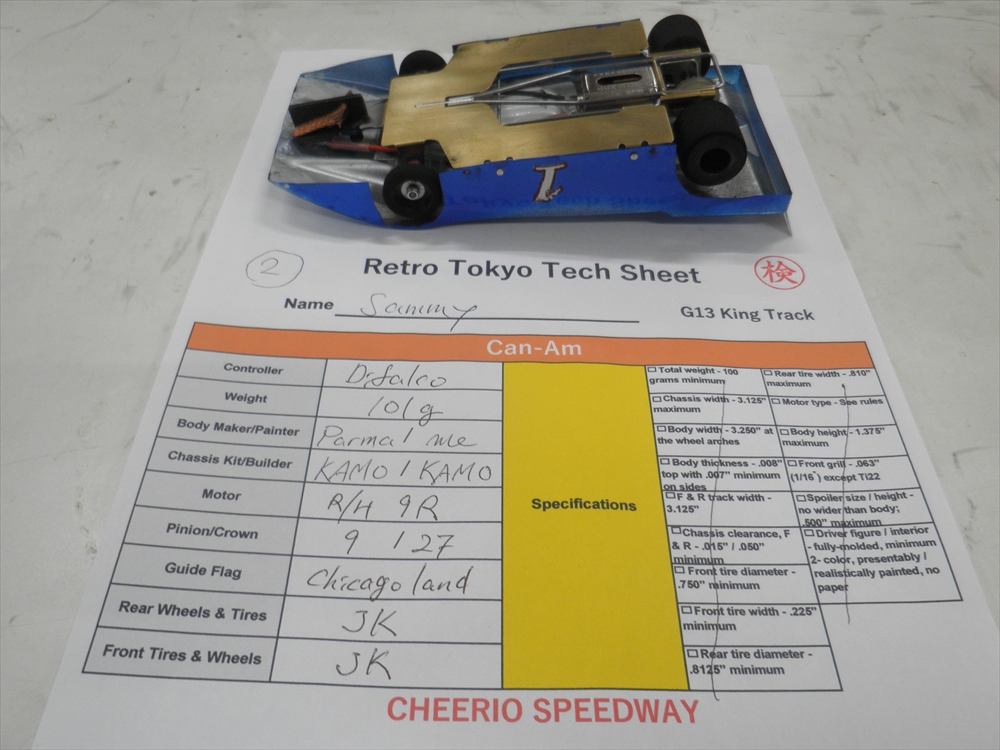 T
②
Retro Tokyo Tech Sheet
検
Name Sammy
G13 King Track
Can-Am
Controller Difalco
Weight 101g
Body Maker/Painter Parma / me
Chassis Kit/Builder KAMO / KAMO
Motor R/H 9R
Pinion/Crown 9 / 27
Guide Flag Chicagoland
Rear Wheels & Tires JK
Front Tires & Wheels JK
Specifications
☐ Total weight - 100
grams minimum
☐ Chassis width - 3.125"
maximum
☐ Body width - 3.250" at
the wheel arches
☐ Body thickness - .008"
top with .007" minimum
on sides
☐ F & R track width -
3.125"
☐ Chassis clearance, F
& R - .015" / .050"
minimum
☐ Front tire diameter -
.750" minimum
☐ Front tire width - .225"
minimum
☐ Rear tire diameter -
.8125" minimum
☐ Rear tire width - .810"
maximum
☐ Motor type - See rules
☐ Body height - 1.375"
maximum
☐ Front grill - .063"
(1/16") except Ti22
☐ Spoiler size / height -
no wider than body;
.500" maximum
☐ Driver figure / interior
- fully-molded, minimum
2- color, presentably /
realistically painted, no
paper
CHEERIO SPEEDWAY